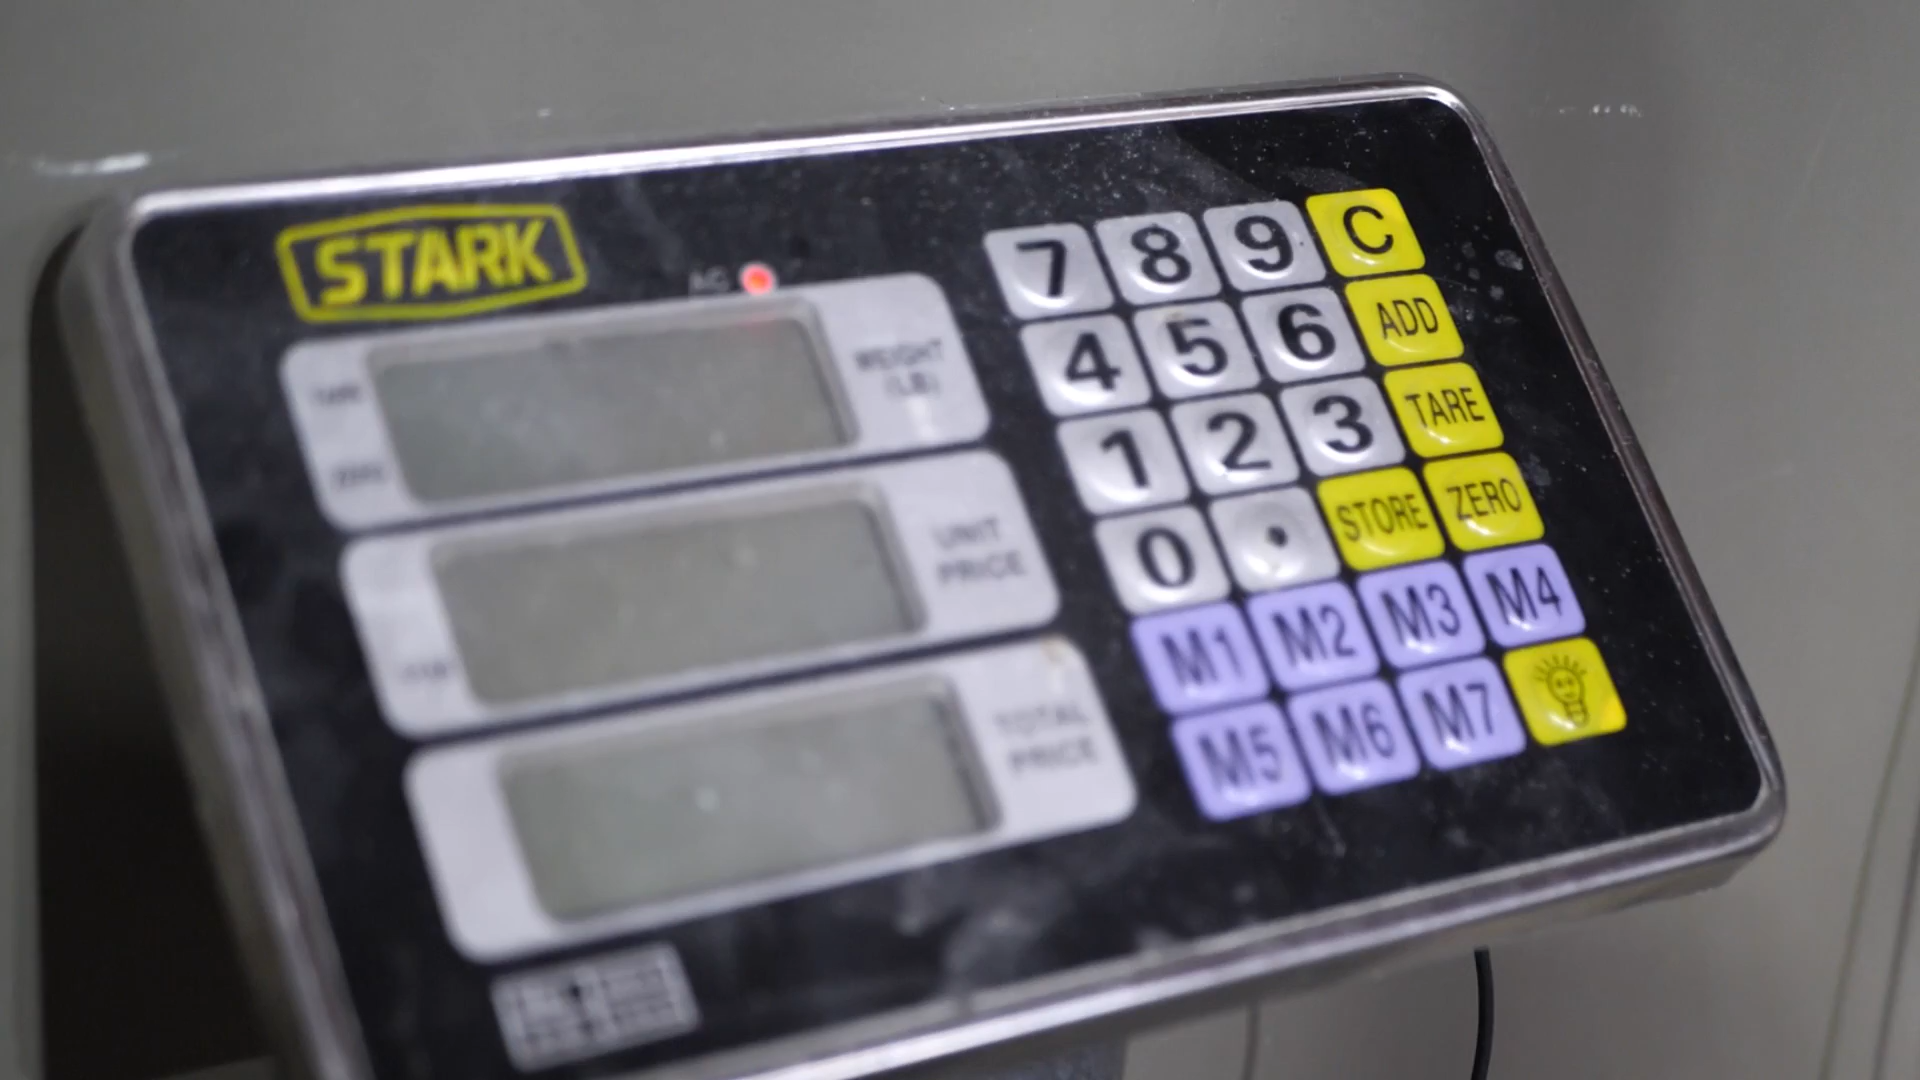 STARK
AC
WEIGHT
(LB)
UNIT
PRICE
TOTAL
PRICE
7 8 9 C
4 5 6 ADD
1 2 3 TARE
0 . STORE ZERO
M1 M2 M3 M4
M5 M6 M7